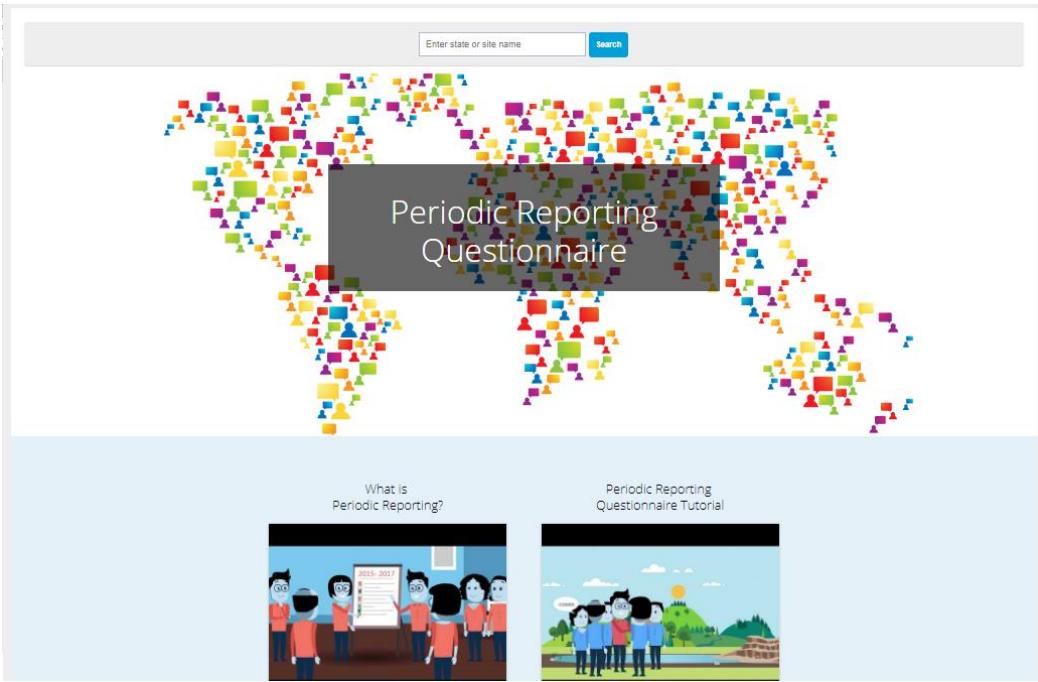 Enter state or site name
Search
Periodic Reporting
Questionnaire
What is
Periodic Reporting?
Periodic Reporting
Questionnaire Tutorial
2015- 2017